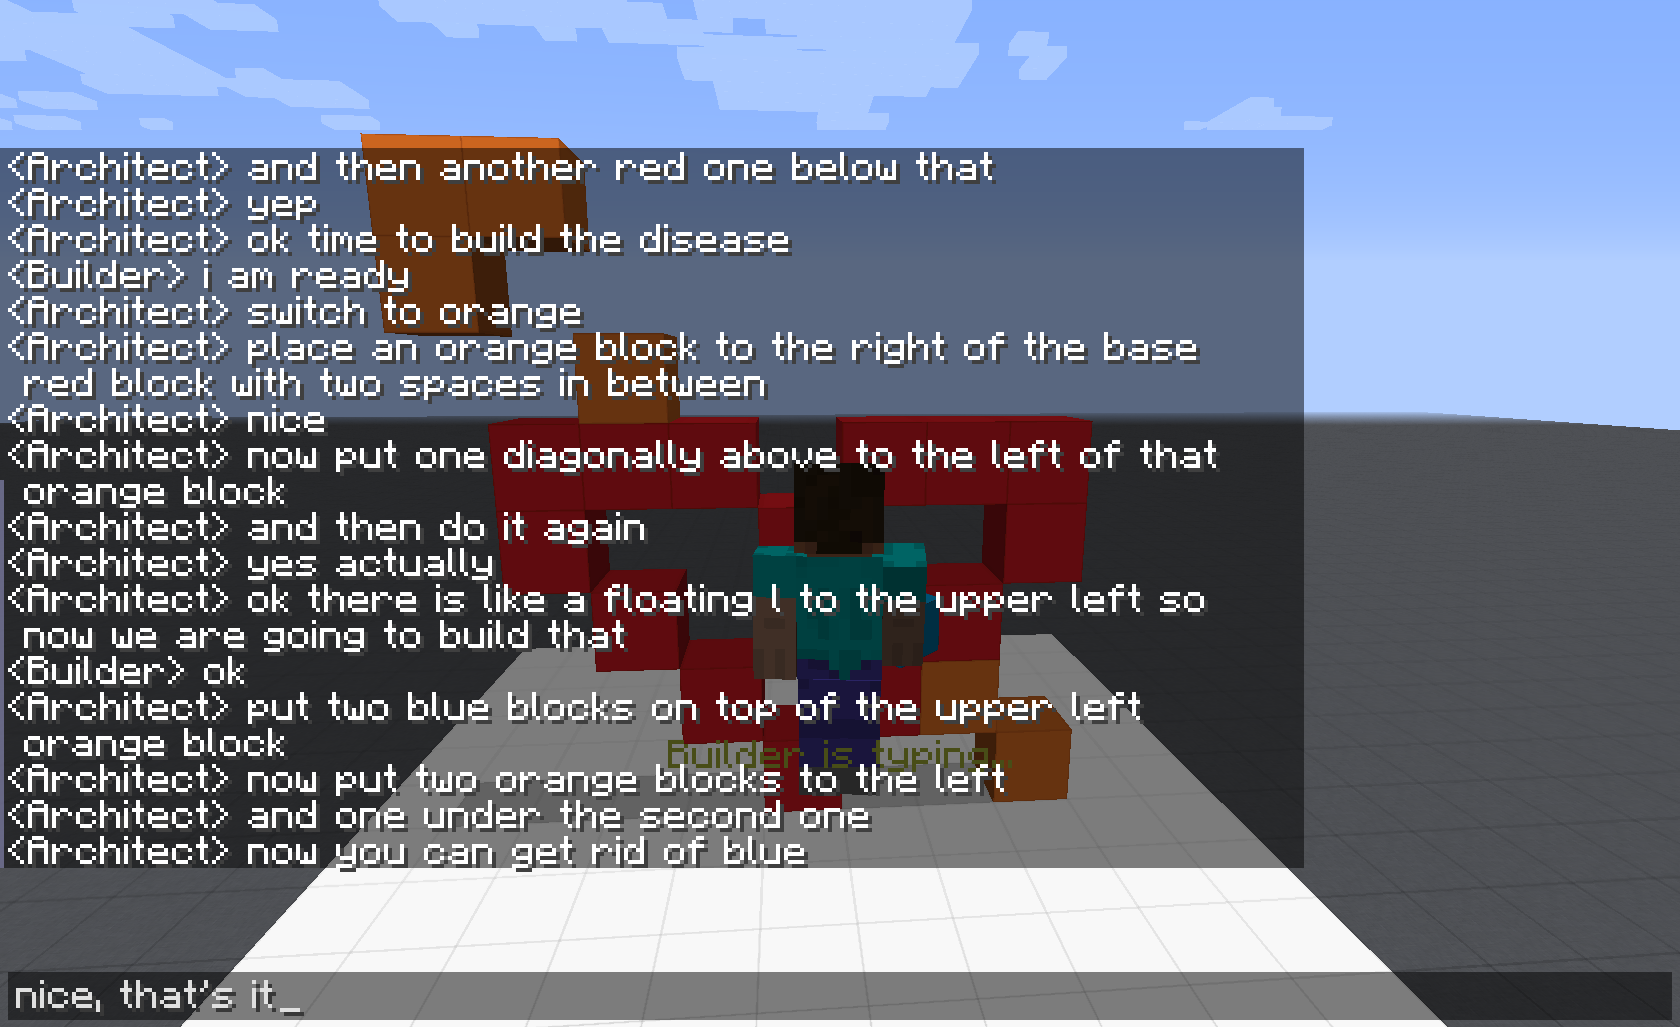 <Architect> and then another red one below that
<Architect> yep
<Architect> ok time to build the disease
<Builder> i am ready
<Architect> switch to orange
<Architect> place an orange block to the right of the base
red block with two spaces in between
<Architect> nice
<Architect> now put one diagonally above to the left of that
orange block
<Architect> and then do it again
<Architect> yes actually
<Architect> ok there is like a floating l to the upper left so
now we are going to build that
<Builder> ok
<Architect> put two blue blocks on top of the upper left
orange block
Builder is typing...
<Architect> now put two orange blocks to the left
<Architect> and one under the second one
<Architect> now you can get rid of blue
nice, that's it_